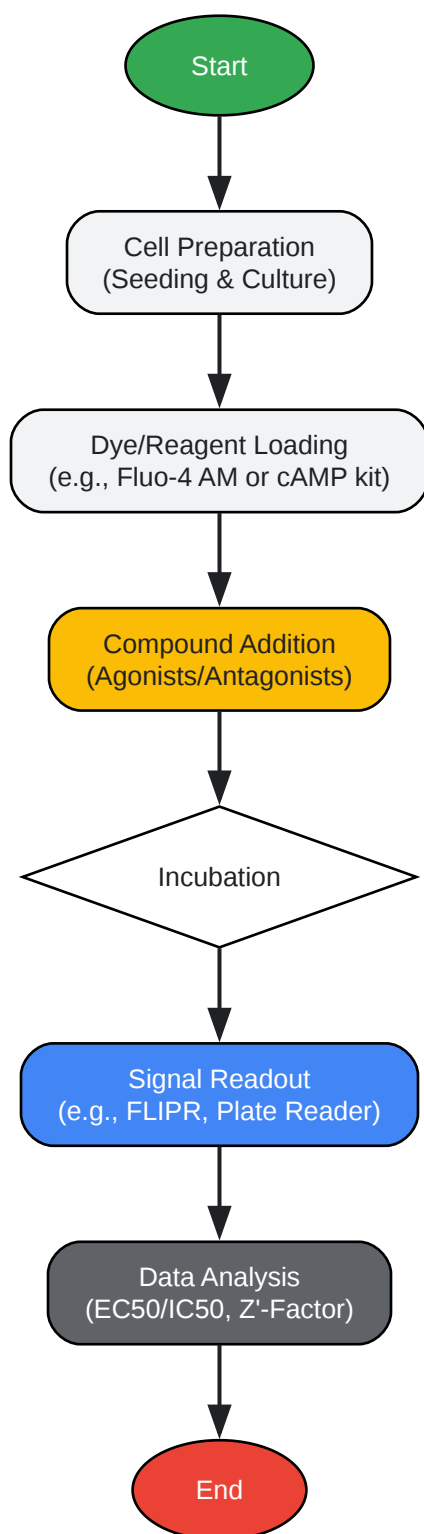 Start
Cell Preparation
(Seeding & Culture)
Dye/Reagent Loading
(e.g., Fluo-4 AM or cAMP kit)
Compound Addition
(Agonists/Antagonists)
Incubation
Signal Readout
(e.g., FLIPR, Plate Reader)
Data Analysis
(EC50/IC50, Z'-Factor)
End